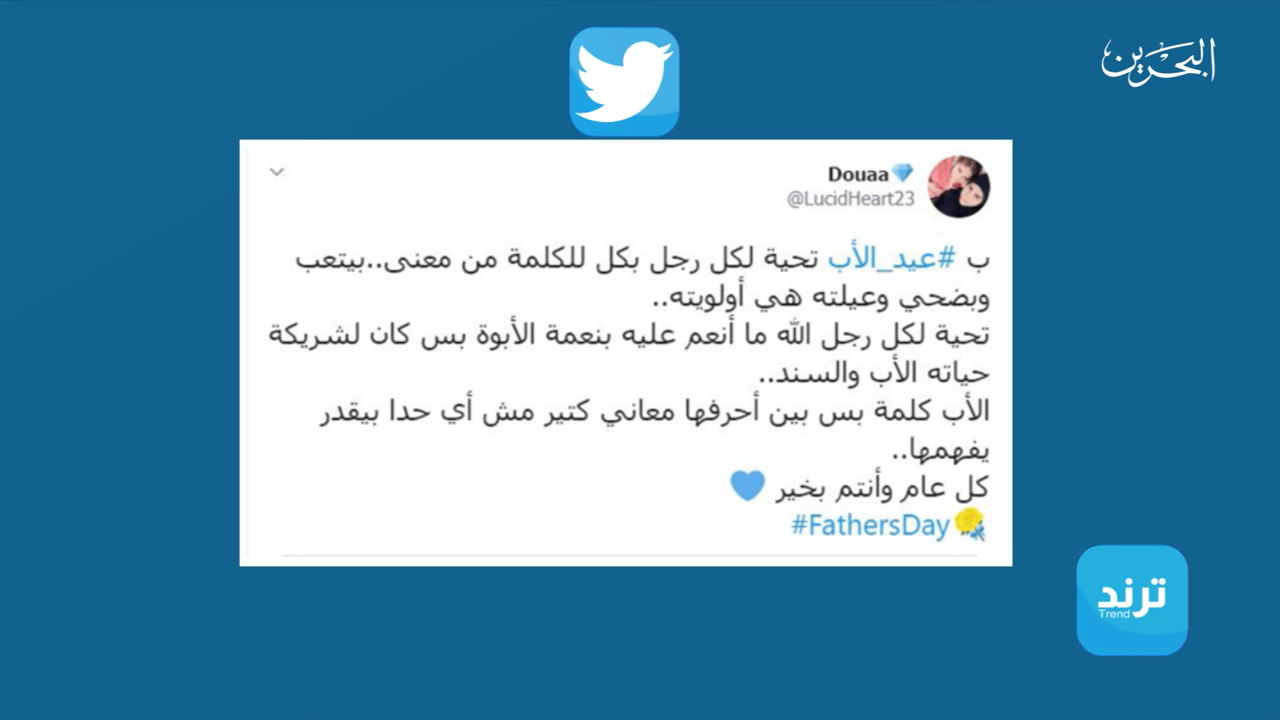 البحرين
Douaa💎
@LucidHeart23
ب #عيد_الأب تحية لكل رجل بكل للكلمة من معنى..بيتعب
وبضحي وعيلته هي أولويته..
تحية لكل رجل الله ما أنعم عليه بنعمة الأبوة بس كان لشريكة
حياته الأب والسند..
الأب كلمة بس بين أحرفها معاني كتير مش أي حدا بيقدر
يفهمها..
كل عام وأنتم بخير 💙
#FathersDay
ترند
Trend